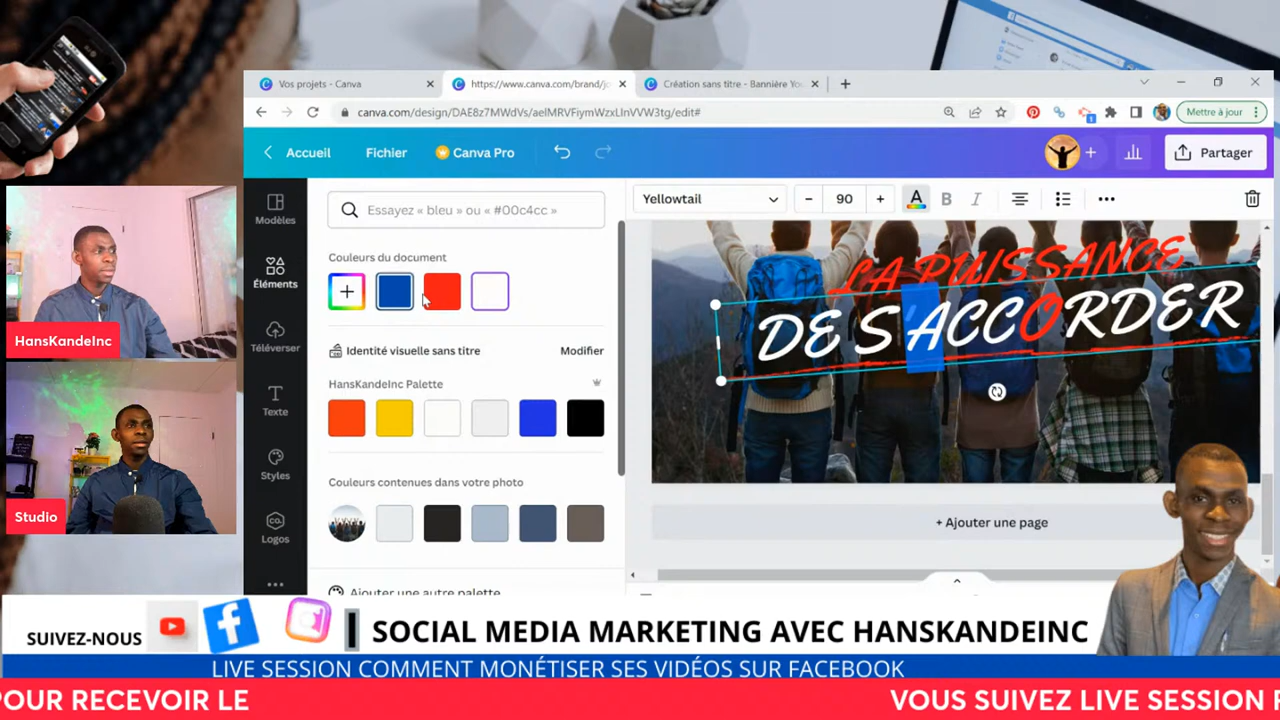 Vos projets - Canva
https://www.canva.com/brand/jo
Création sans titre - Bannière You
canva.com/design/DAE8z7MWdVs/aelMRVFiymWzxLlnVVW3tg/edit#
Mettre à jour
Accueil
Fichier
Canva Pro
Partager
Modèles
Éléments
Téléverser
Texte
Styles
CO.
Logos
Essayez « bleu » ou « #00c4cc »
Couleurs du document
Identité visuelle sans titre
Modifier
HansKandeInc Palette
Couleurs contenues dans votre photo
Ajouter une autre palette
Yellowtail
90
A
B
I
LA PUISSANCE
DE S'ACCORDER
+ Ajouter une page
HansKandeInc
Studio
SUIVEZ-NOUS
SOCIAL MEDIA MARKETING AVEC HANSKANDEINC
LIVE SESSION COMMENT MONÉTISER SES VIDÉOS SUR FACEBOOK
POUR RECEVOIR LE
VOUS SUIVEZ LIVE SESSION